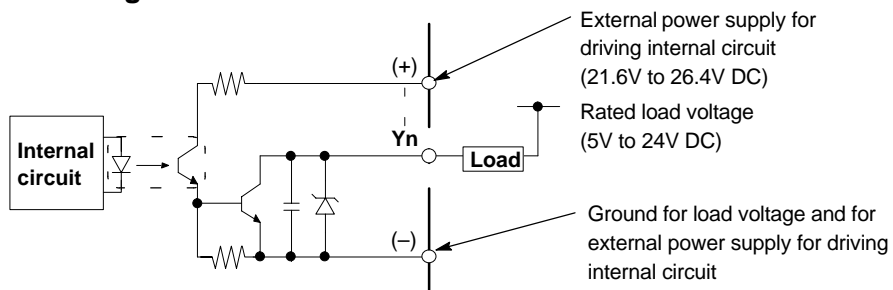 External power supply for
driving internal circuit
(21.6V to 26.4V DC)
(+)
Rated load voltage
(5V to 24V DC)
Yn
Load
Internal
circuit
Ground for load voltage and for
external power supply for driving
internal circuit
(–)